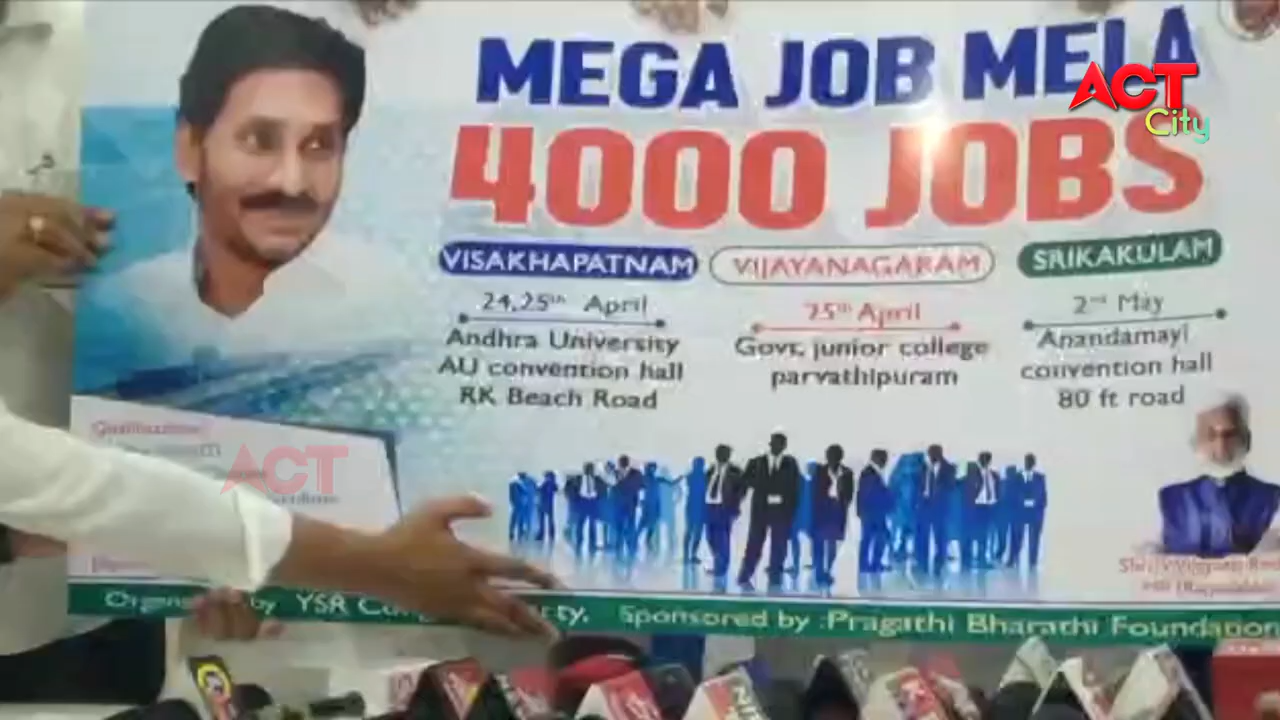 MEGA JOB MELA
4000 JOBS
ACT
City
VISAKHAPATNAM
24,25th April
Andhra University
AU convention hall
RK Beach Road
VIJAYANAGARAM
25th April
Govt. junior college
parvathipuram
SRIKAKULAM
2nd May
Anandamayi
convention hall
80 ft road
ACT
by YSR
Sponsored by :Pragathi Bharathi Foundation